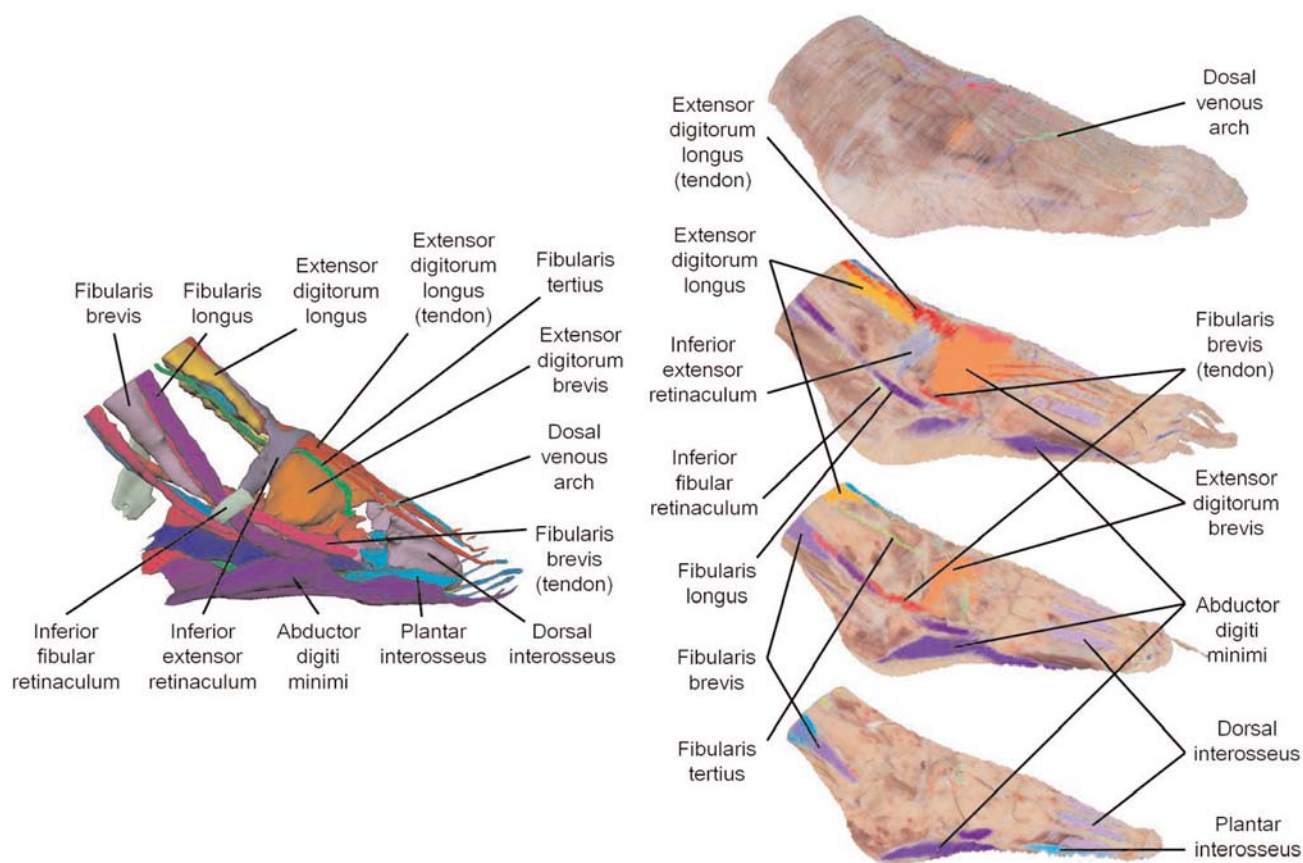 Fibularis
brevis
Fibularis
longus
Extensor
digitorum
longus
Extensor
digitorum
longus
(tendon)
Fibularis
tertius
Extensor
digitorum
brevis
Dosal
venous
arch
Fibularis
brevis
(tendon)
Inferior
fibular
retinaculum
Inferior
extensor
retinaculum
Abductor
digiti
minimi
Plantar
interosseus
Dorsal
interosseus
Extensor
digitorum
longus
(tendon)
Extensor
digitorum
longus
Inferior
extensor
retinaculum
Inferior
fibular
retinaculum
Fibularis
longus
Fibularis
brevis
Fibularis
tertius
Dosal
venous
arch
Fibularis
brevis
(tendon)
Extensor
digitorum
brevis
Abductor
digiti
minimi
Dorsal
interosseus
Plantar
interosseus